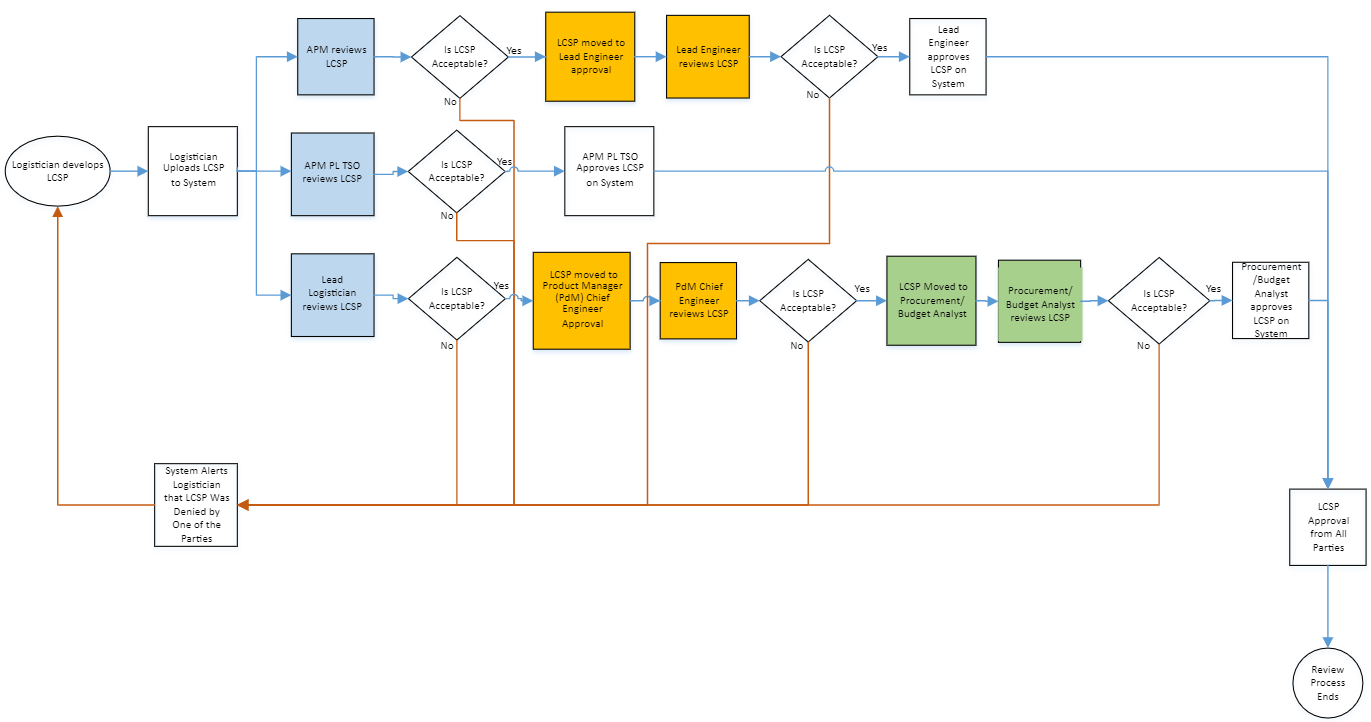 APM reviews
LCSP
Is LCSP
Acceptable?
Yes
No
LCSP moved to
Lead Engineer
approval
Lead Engineer
reviews LCSP
Is LCSP
Acceptable?
Yes
No
Lead
Engineer
approves
LCSP on
System
Logistician develops
LCSP
Logistician
Uploads LCSP
to System
APM PL TSO
reviews LCSP
Is LCSP
Acceptable?
Yes
No
APM PL TSO
Approves LCSP
on System
Lead
Logistician
reviews LCSP
Is LCSP
Acceptable?
Yes
No
LCSP moved to
Product Manager
(PdM) Chief
Engineer
Approval
PdM Chief
Engineer
reviews LCSP
Is LCSP
Acceptable?
Yes
No
LCSP Moved to
Procurement/
Budget Analyst
Procurement/
Budget Analyst
reviews LCSP
Is LCSP
Acceptable?
Yes
No
Procurement
/Budget
Analyst
approves
LCSP on
System
System Alerts
Logistician
that LCSP Was
Denied by
One of the
Parties
LCSP
Approval
from All
Parties
Review
Process
Ends